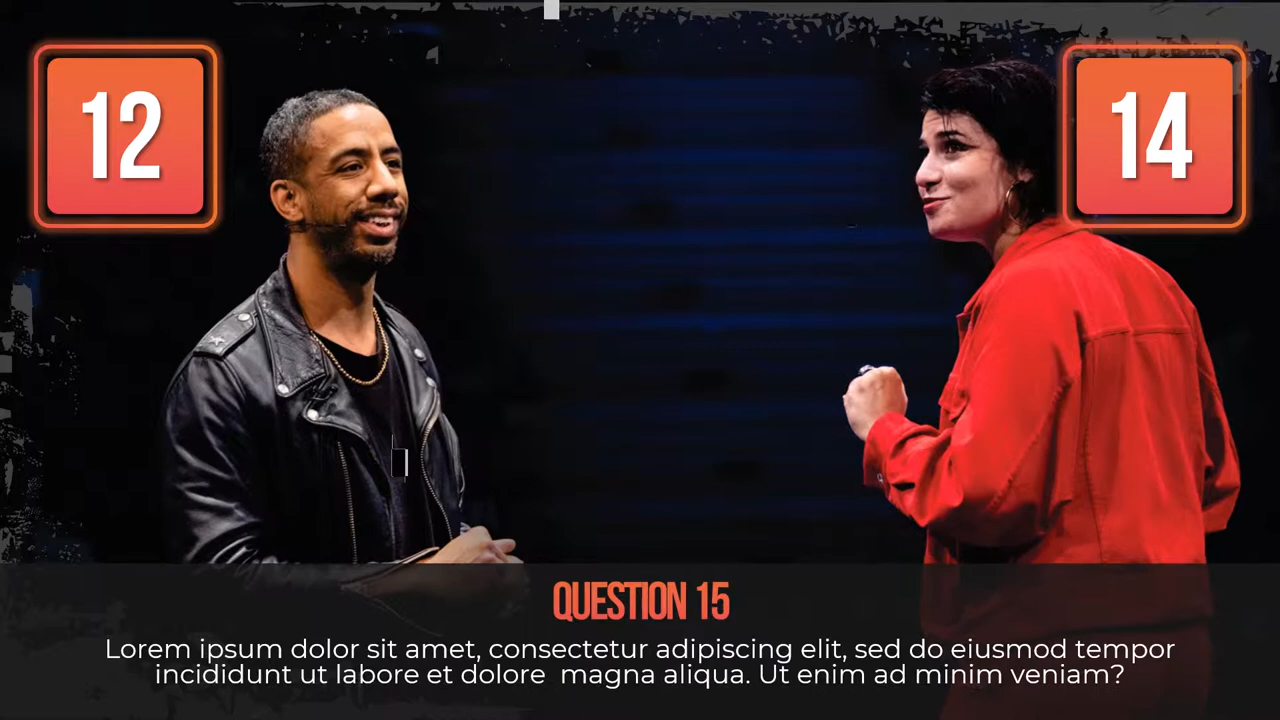 12
14
QUESTION 15
Lorem ipsum dolor sit amet, consectetur adipiscing elit, sed do eiusmod tempor
incididunt ut labore et dolore  magna aliqua. Ut enim ad minim veniam?